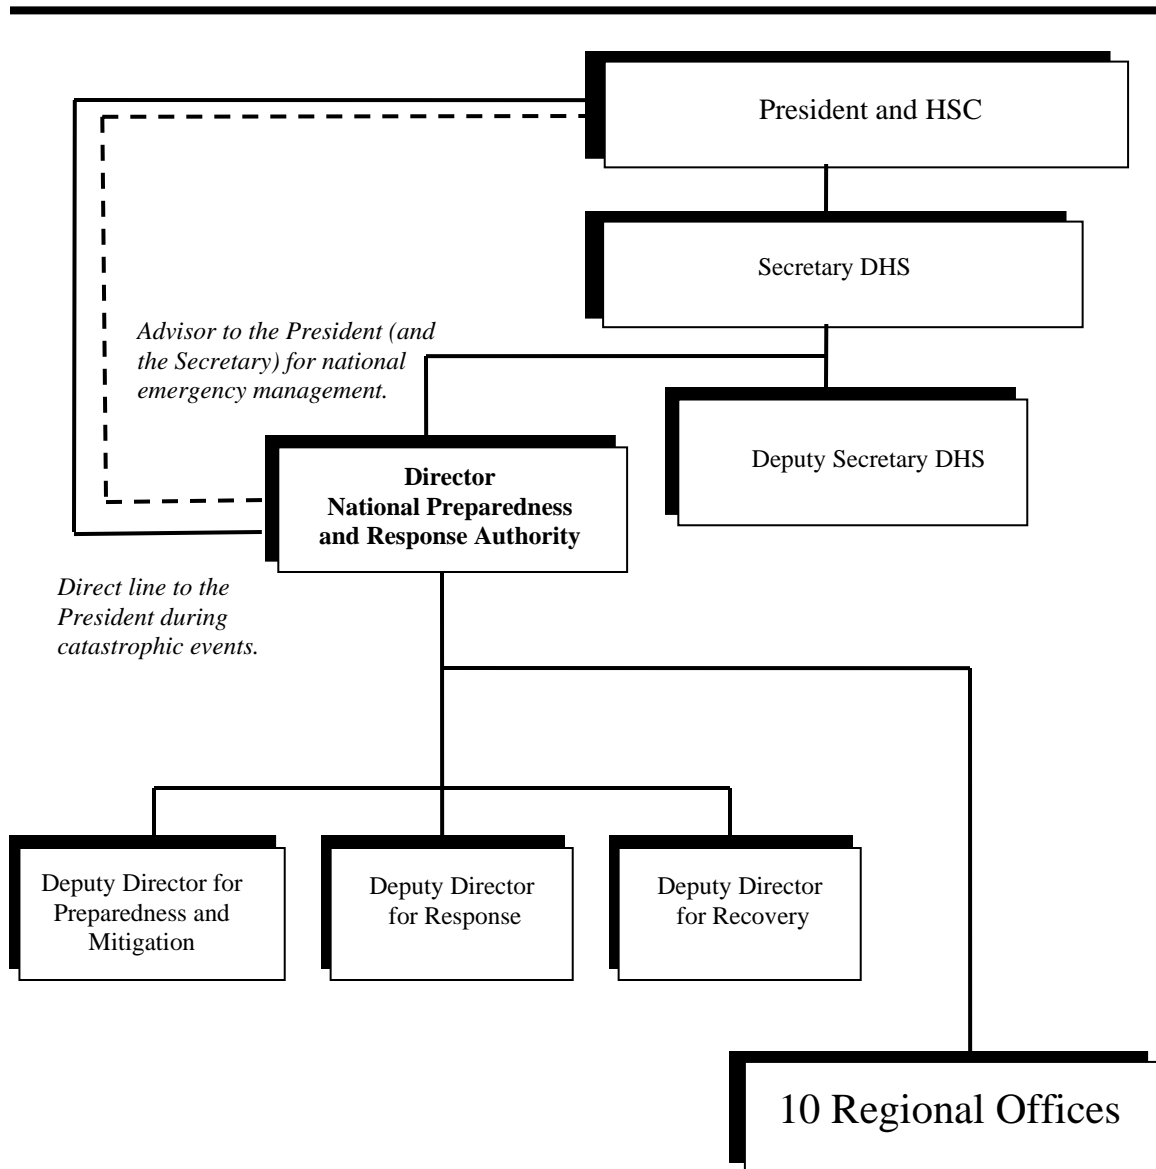 President and HSC
Secretary DHS
Advisor to the President (and
the Secretary) for national
emergency management.
Deputy Secretary DHS
Director
National Preparedness
and Response Authority
Direct line to the
President during
catastrophic events.
Deputy Director for
Preparedness and
Mitigation
Deputy Director
for Response
Deputy Director
for Recovery
10 Regional Offices